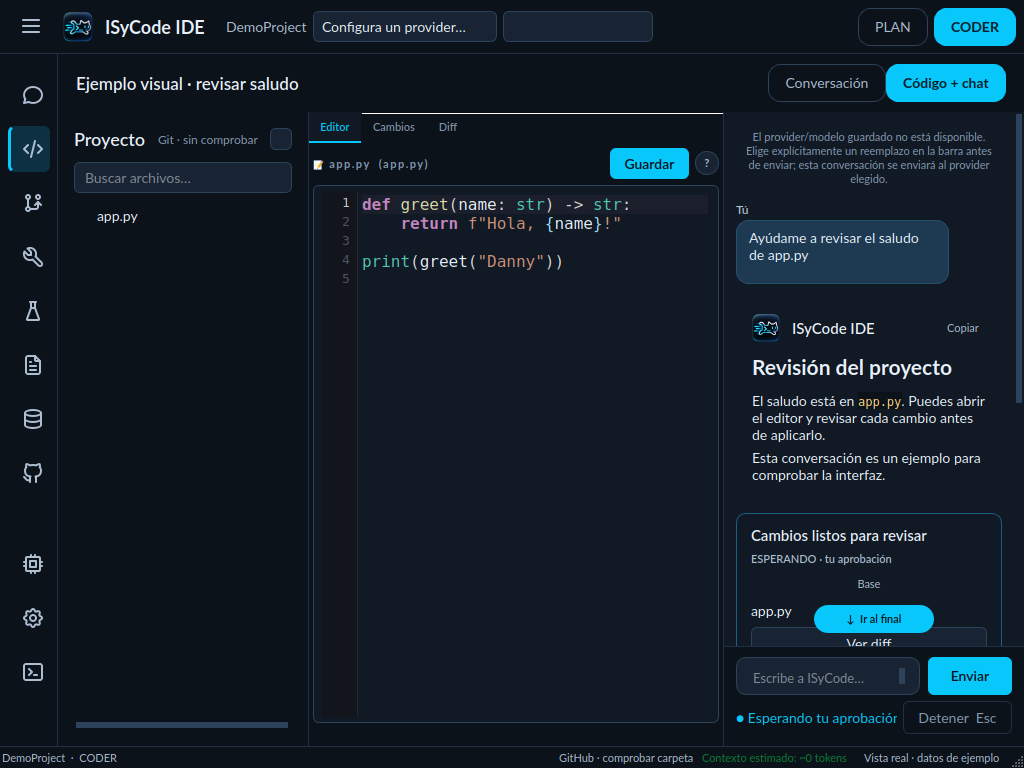 ISyCode IDE
DemoProject
Configura un provider...
PLAN
CODER
Ejemplo visual · revisar saludo
Conversación
Código + chat
Proyecto
Git · sin comprobar
Buscar archivos...
app.py
Editor
Cambios
Diff
app.py (app.py)
Guardar
?
1 def greet(name: str) -> str:
2     return f"Hola, {name}!"
3
4 print(greet("Danny"))
5
El provider/modelo guardado no está disponible.
Elige explícitamente un reemplazo en la barra antes
de enviar; esta conversación se enviará al provider
elegido.
Tú
Ayúdame a revisar el saludo
de app.py
ISyCode IDE
Copiar
Revisión del proyecto
El saludo está en app.py. Puedes abrir
el editor y revisar cada cambio antes
de aplicarlo.
Esta conversación es un ejemplo para
comprobar la interfaz.
Cambios listos para revisar
ESPERANDO · tu aprobación
Base
app.py
↓ Ir al final
Ver diff
Escribe a ISyCode...
Enviar
● Esperando tu aprobación
Detener Esc
DemoProject · CODER
GitHub · comprobar carpeta
Contexto estimado: ~0 tokens
Vista real · datos de ejemplo